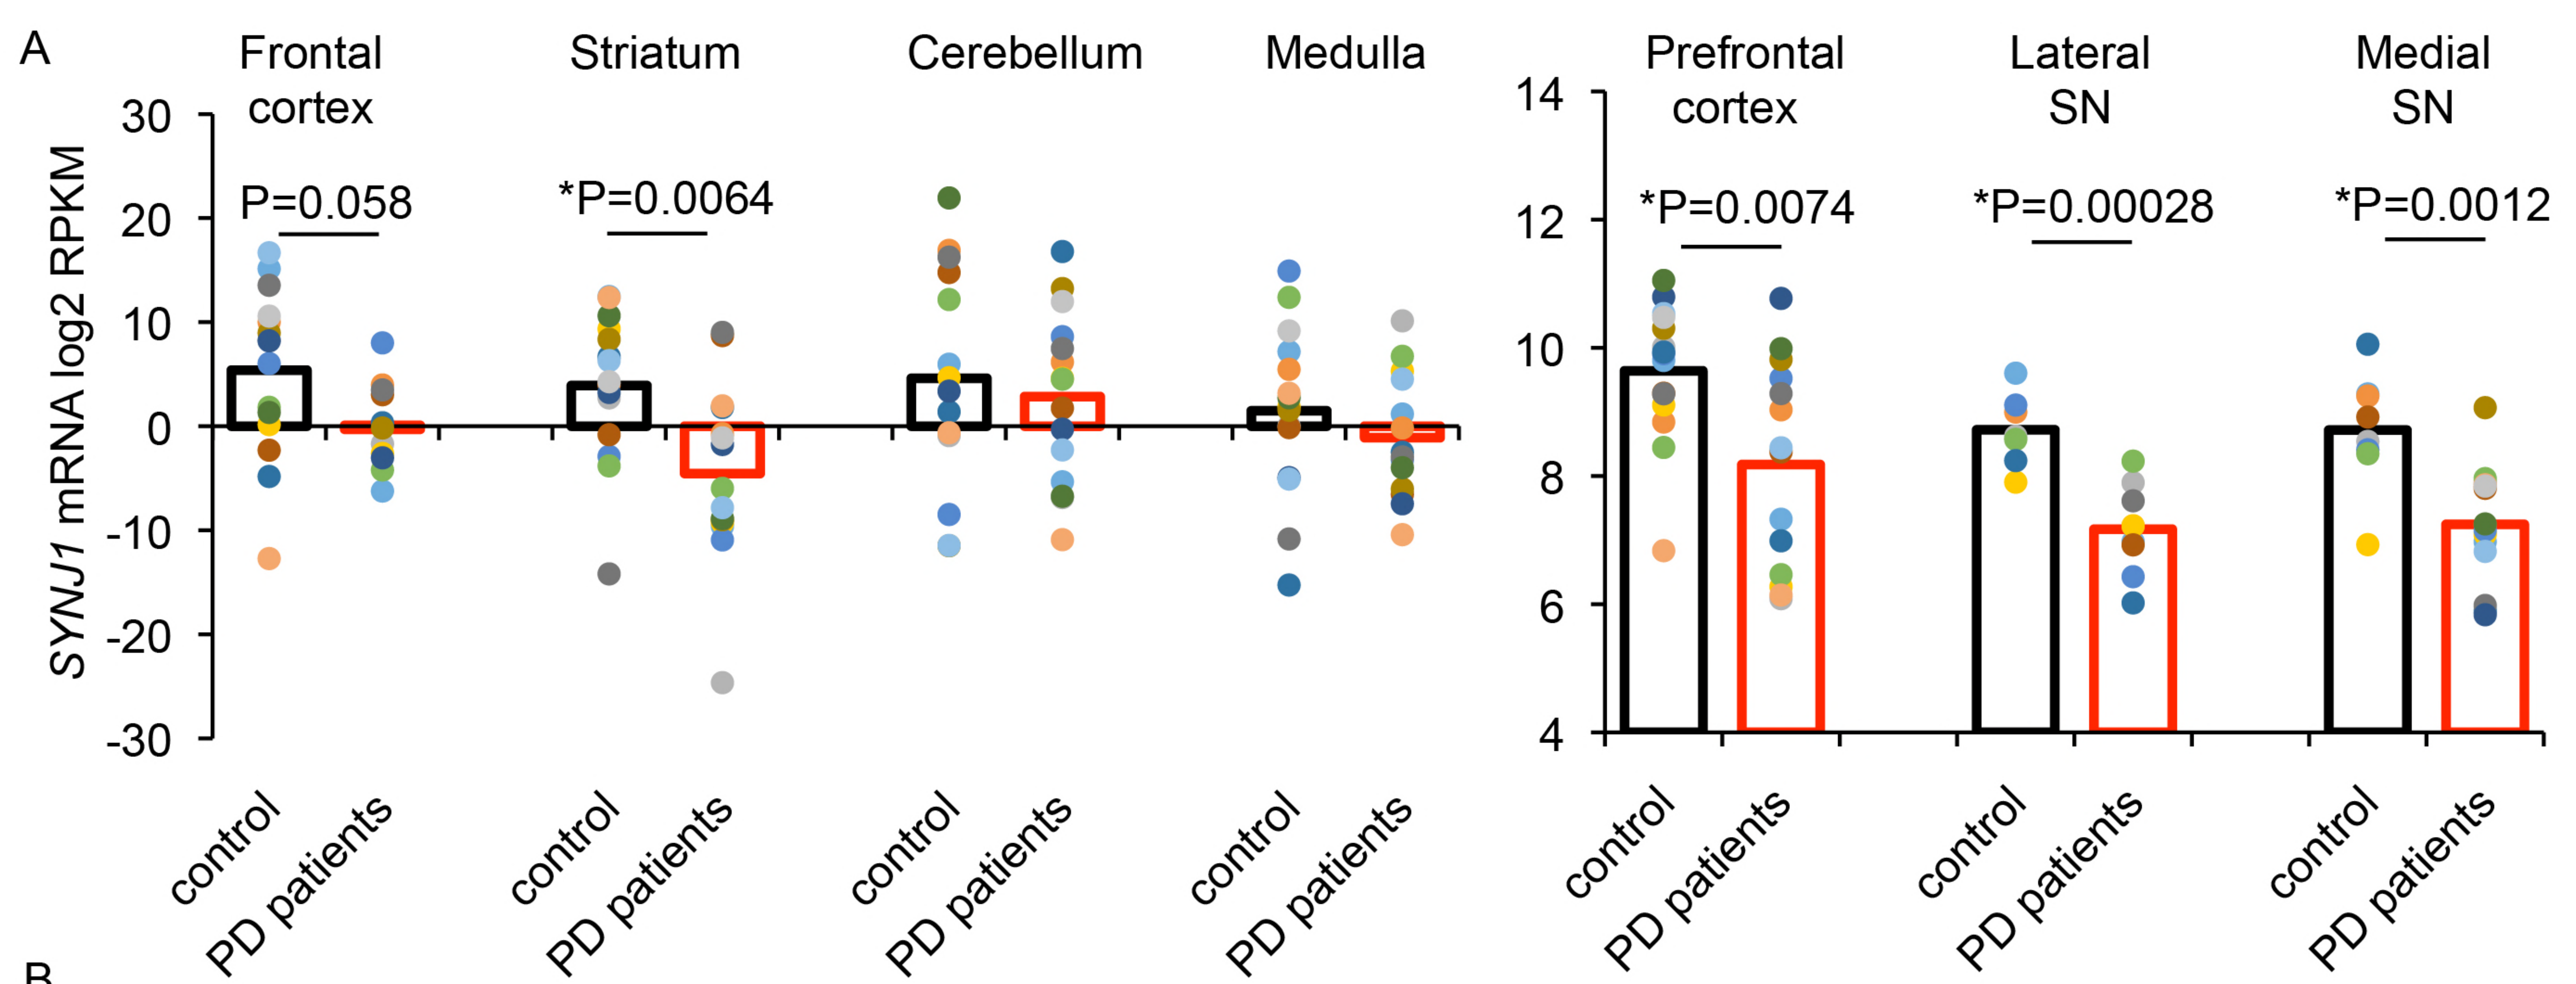 A
Frontal
cortex
Striatum
Cerebellum
Medulla
Prefrontal
cortex
Lateral
SN
Medial
SN
SYNJ1 mRNA log2 RPKM
30
20
10
0
-10
-20
-30
P=0.058
*P=0.0064
14
12
10
8
6
4
*P=0.0074
*P=0.00028
*P=0.0012
control
PD patients
control
PD patients
control
PD patients
control
PD patients
control
PD patients
control
PD patients
control
PD patients
B